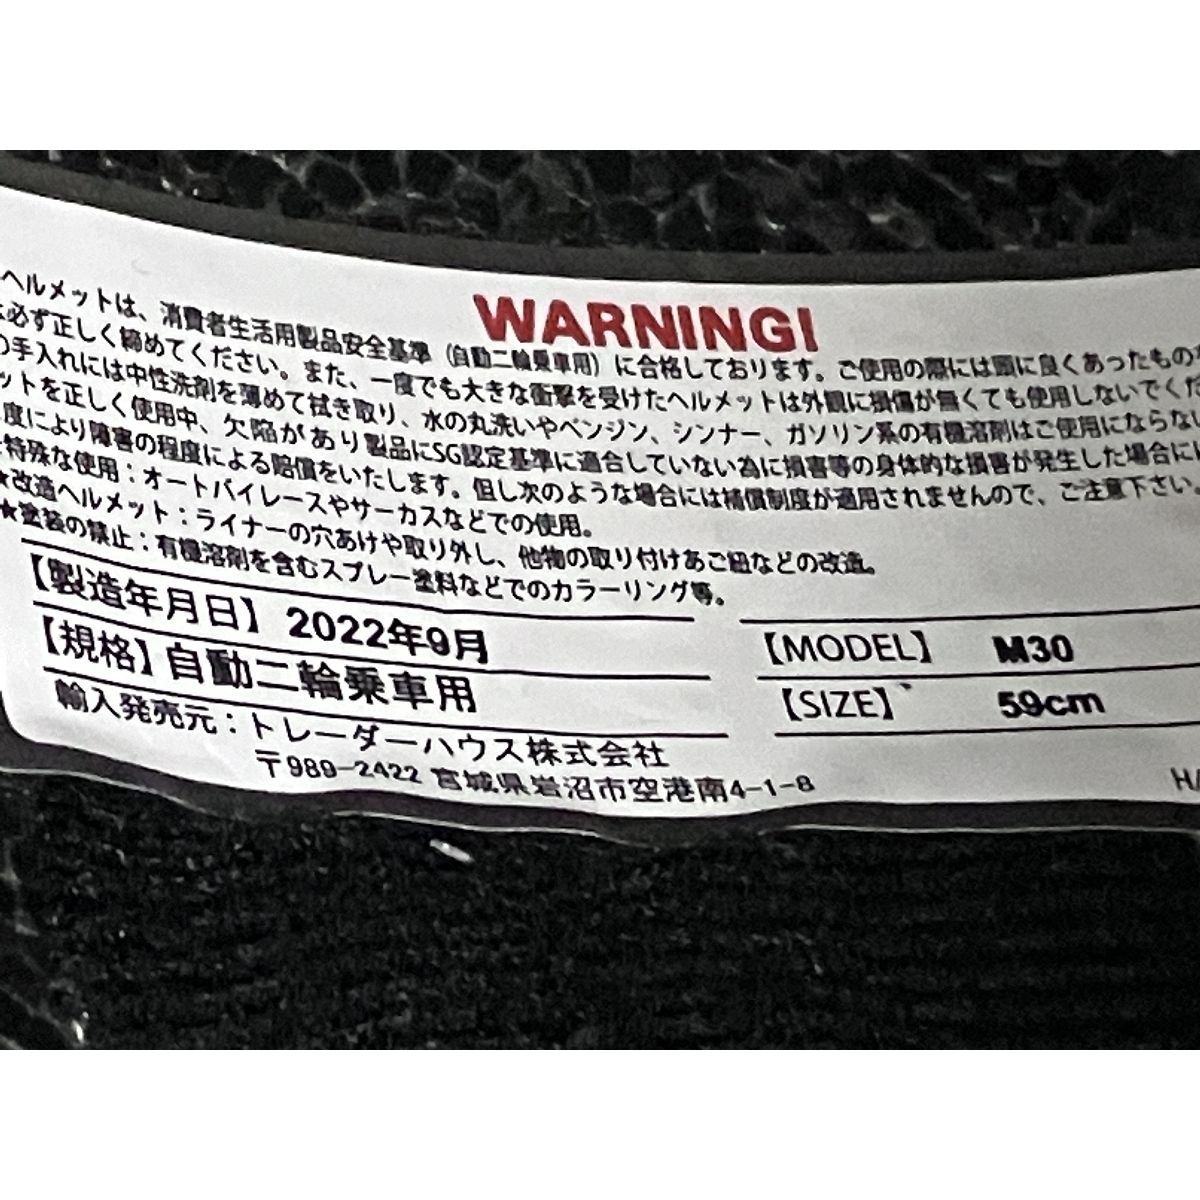 WARNING!
ヘルメットは、消費者生活用製品安全基準（自動二輪乗車用）に合格しております。ご使用の際には頭に良くあったもの
必ず正しく締めてください。また、一度でも大きな衝撃を受けたヘルメットは外観に損傷が無くても使用しないでくだ
の手入れには中性洗剤を薄めて拭き取り、水の丸洗いやベンジン、シンナー、ガソリン系の有機溶剤はご使用にならない
ットを正しく使用中、欠陥があり製品にSG認定基準に適合していない為に損害等の身体的な損害が発生した場合には
度により障害の程度による賠償をいたします。但し次のような場合には補償制度が適用されませんので、ご注意下さい。
特殊な使用：オートバイレースやサーカスなどでの使用。
★改造ヘルメット：ライナーの穴あけや取り外し、他物の取り付けあご紐などの改造。
★塗装の禁止：有機溶剤を含むスプレー塗料などでのカラーリング等。
【製造年月日】2022年9月
【規格】自動二輪乗車用
輸入発売元：トレーダーハウス株式会社
〒989-2422 宮城県岩沼市空港南4-1-8
【MODEL】 M30
【SIZE】 59cm